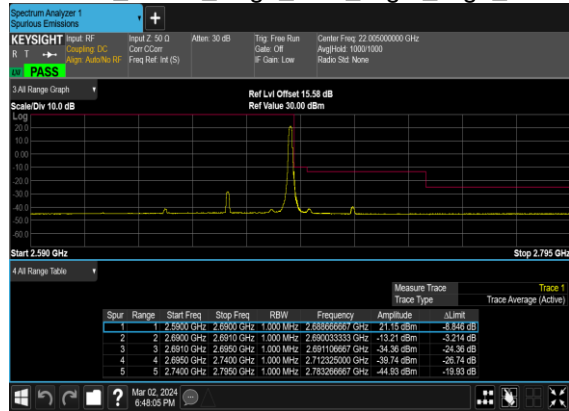 Spectrum Analyzer 1
Spurious Emissions
KEYSIGHT Input: RF Input Z: 50 Ω Atten: 30 dB Trig: Free Run Center Freq: 22.005000000 GHz
R T Coupling: DC Corr CCorr Gate: Off Avg|Hold: 1000/1000
Align: Auto/No RF Freq Ref: Int (S) IF Gain: Low Radio Std: None
PASS
3 All Range Graph
Ref Lvl Offset 15.58 dB
Scale/Div 10.0 dB Ref Value 30.00 dBm
Log
20.0
10.0
0.00
-10.0
-20.0
-30.0
-40.0
-50.0
-60.0
Start 2.590 GHz Stop 2.795 GHz
4 All Range Table
Measure Trace Trace 1
Trace Type Trace Average (Active)
Spur Range Start Freq Stop Freq RBW Frequency Amplitude ΔLimit
1 1 2.5900 GHz 2.6900 GHz 1.000 MHz 2.688666667 GHz 21.15 dBm -8.846 dB
2 2 2.6900 GHz 2.6910 GHz 1.000 MHz 2.690033333 GHz -13.21 dBm -3.214 dB
3 3 2.6910 GHz 2.6950 GHz 1.000 MHz 2.691106667 GHz -34.36 dBm -24.36 dB
4 4 2.6950 GHz 2.7400 GHz 1.000 MHz 2.712325000 GHz -39.74 dBm -26.74 dB
5 5 2.7400 GHz 2.7950 GHz 1.000 MHz 2.783266667 GHz -44.93 dBm -19.93 dB
Mar 02, 2024
6:48:05 PM